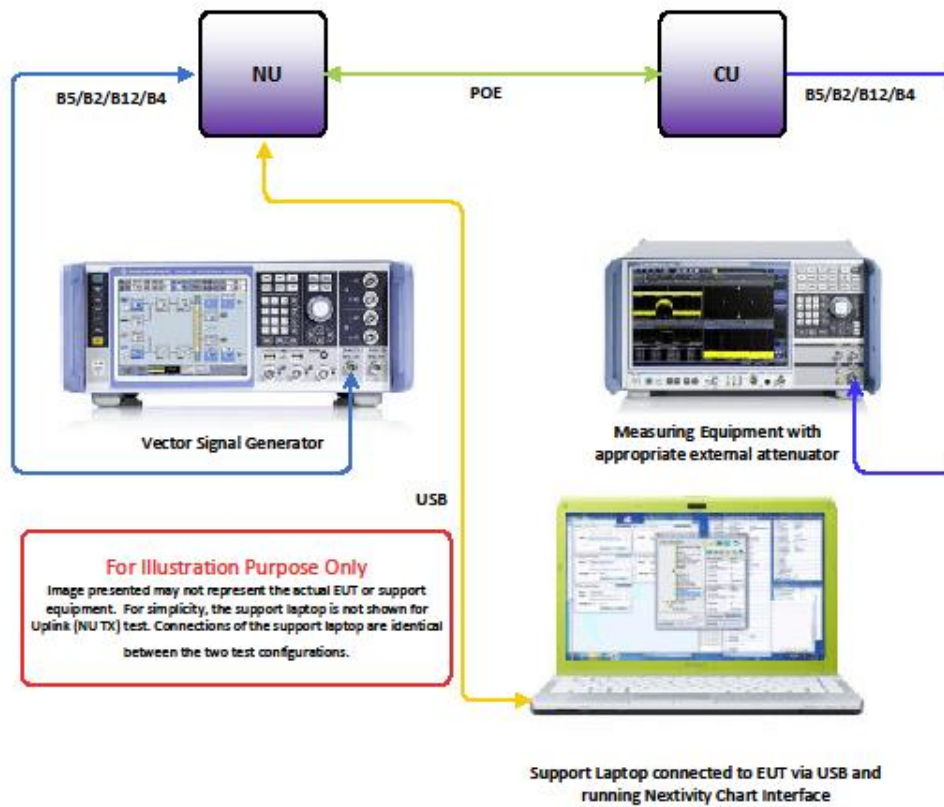 NU
CU
B5/B2/B12/B4
POE
B5/B2/B12/B4
Vector Signal Generator
Measuring Equipment with
appropriate external attenuator
USB
For Illustration Purpose Only
Image presented may not represent the actual EUT or support
equipment. For simplicity, the support laptop is not shown for
Uplink (NU TX) test. Connections of the support laptop are identical
between the two test configurations.
Support Laptop connected to EUT via USB and
running Nextivity Chart Interface